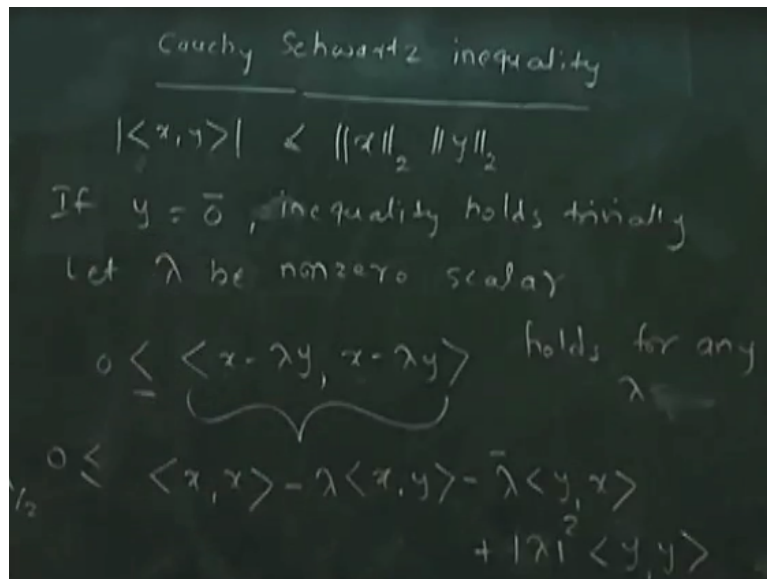 Cauchy Schwartz inequality
|<x, y>| < ||x||₂ ||y||₂
If y = 0̄, inequality holds trivially
Let λ be nonzero scalar
0 ≤ <x - λy, x - λy> holds for any λ
0 ≤ <x, x> - λ<x, y> - λ̄<y, x>
+ |λ|² <y, y>